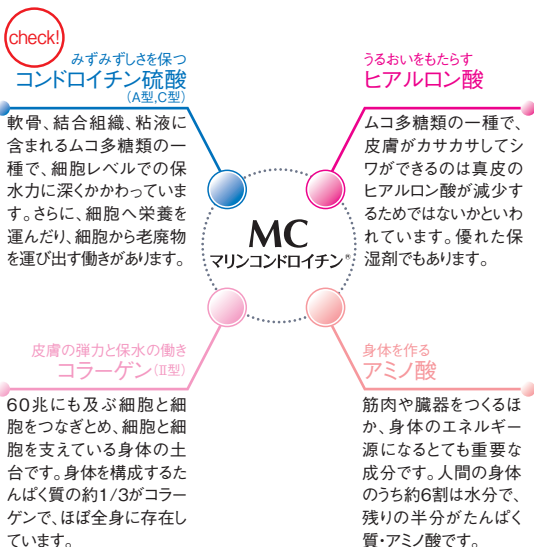 check!
みずみずしさを保つ
コンドロイチン硫酸
(A型,C型)
軟骨、結合組織、粘液に
含まれるムコ多糖類の一
種で、細胞レベルでの保
水力に深くかかわっていま
す。さらに、細胞へ栄養を
運んだり、細胞から老廃物
を運び出す働きがあります。
うるおいをもたらす
ヒアルロン酸
ムコ多糖類の一種で、
皮膚がカサカサしてシ
ワができるのは真皮の
ヒアルロン酸が減少す
るためではないかといわ
れています。優れた保
湿剤でもあります。
MC
マリンコンドロイチン®
皮膚の弾力と保水の働き
コラーゲン(II型)
60兆にも及ぶ細胞と細
胞をつなぎとめ、細胞と細
胞を支えている身体の土
台です。身体を構成するた
んぱく質の約1/3がコラー
ゲンで、ほぼ全身に存在し
ています。
身体を作る
アミノ酸
筋肉や臓器をつくるほ
か、身体のエネルギー
源になるとても重要な
成分です。人間の身体
のうち約6割は水分で、
残りの半分がたんぱく
質・アミノ酸です。